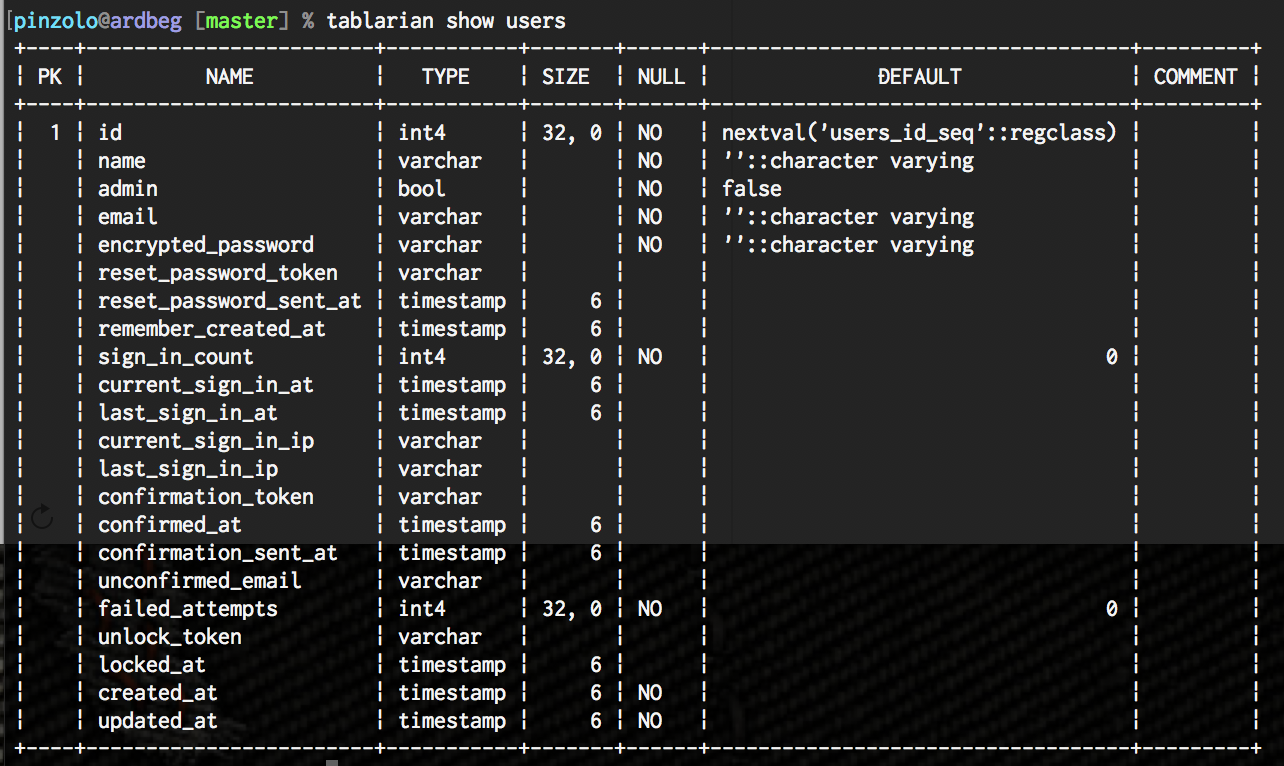 [pinzolo@ardbeg [master] % tablarian show users
+----+------------------------+-----------+-------+------+-----------------------------------+---------+
| PK |          NAME          |   TYPE    | SIZE  | NULL |              DEFAULT              | COMMENT |
+----+------------------------+-----------+-------+------+-----------------------------------+---------+
|  1 | id                     | int4      | 32, 0 | NO   | nextval('users_id_seq'::regclass) |         |
|    | name                   | varchar   |       | NO   | ''::character varying             |         |
|    | admin                  | bool      |       | NO   | false                             |         |
|    | email                  | varchar   |       | NO   | ''::character varying             |         |
|    | encrypted_password     | varchar   |       | NO   | ''::character varying             |         |
|    | reset_password_token   | varchar   |       |      |                                   |         |
|    | reset_password_sent_at | timestamp |     6 |      |                                   |         |
|    | remember_created_at    | timestamp |     6 |      |                                   |         |
|    | sign_in_count          | int4      | 32, 0 | NO   |                                 0 |         |
|    | current_sign_in_at     | timestamp |     6 |      |                                   |         |
|    | last_sign_in_at        | timestamp |     6 |      |                                   |         |
|    | current_sign_in_ip     | varchar   |       |      |                                   |         |
|    | last_sign_in_ip        | varchar   |       |      |                                   |         |
|    | confirmation_token     | varchar   |       |      |                                   |         |
|    | confirmed_at           | timestamp |     6 |      |                                   |         |
|    | confirmation_sent_at   | timestamp |     6 |      |                                   |         |
|    | unconfirmed_email      | varchar   |       |      |                                   |         |
|    | failed_attempts        | int4      | 32, 0 | NO   |                                 0 |         |
|    | unlock_token           | varchar   |       |      |                                   |         |
|    | locked_at              | timestamp |     6 |      |                                   |         |
|    | created_at             | timestamp |     6 | NO   |                                   |         |
|    | updated_at             | timestamp |     6 | NO   |                                   |         |
+----+------------------------+-----------+-------+------+-----------------------------------+---------+